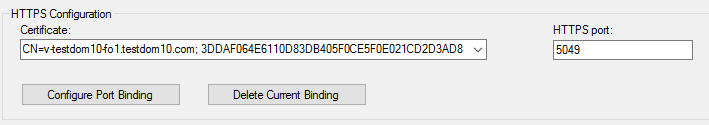 HTTPS Configuration
Certificate:
HTTPS port:
CN=v-testdom10-fo1.testdom10.com; 3DDAF064E6110D83DB405F0CE5F0E021CD2D3AD8
5049
Configure Port Binding
Delete Current Binding